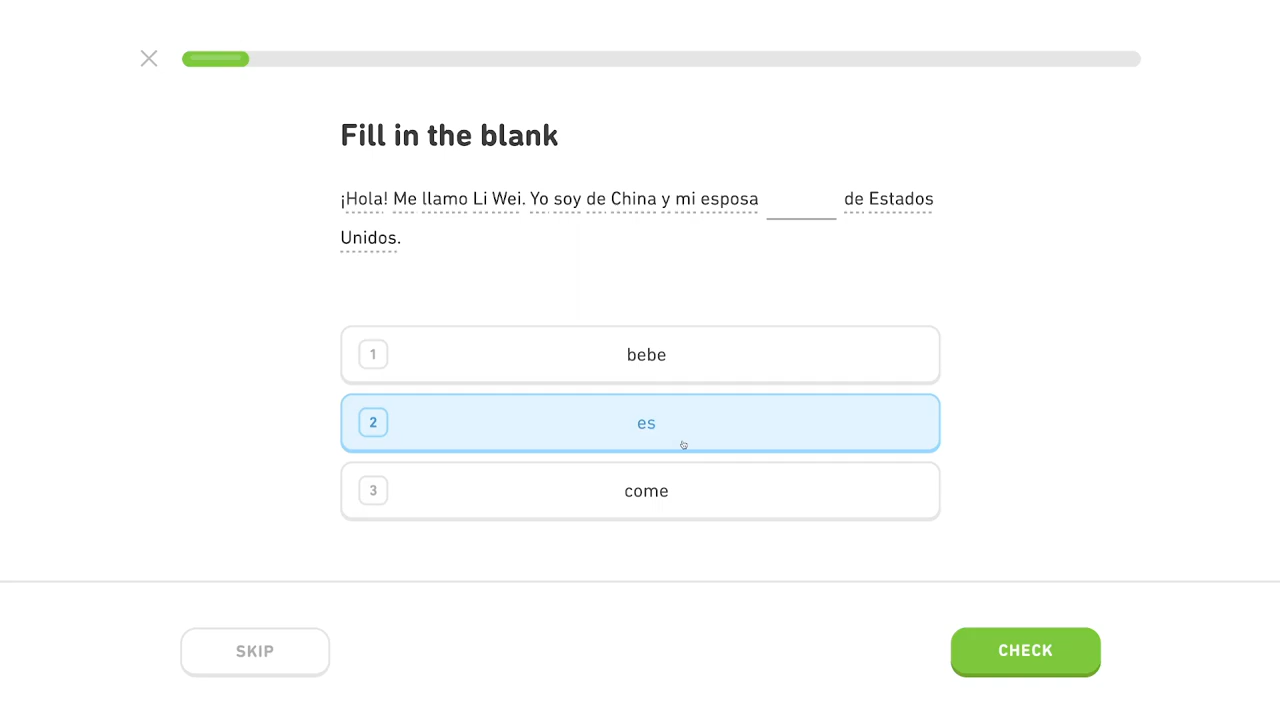 Fill in the blank
¡Hola! Me llamo Li Wei. Yo soy de China y mi esposa ______ de Estados
Unidos.
1 bebe
2 es
3 come
SKIP CHECK